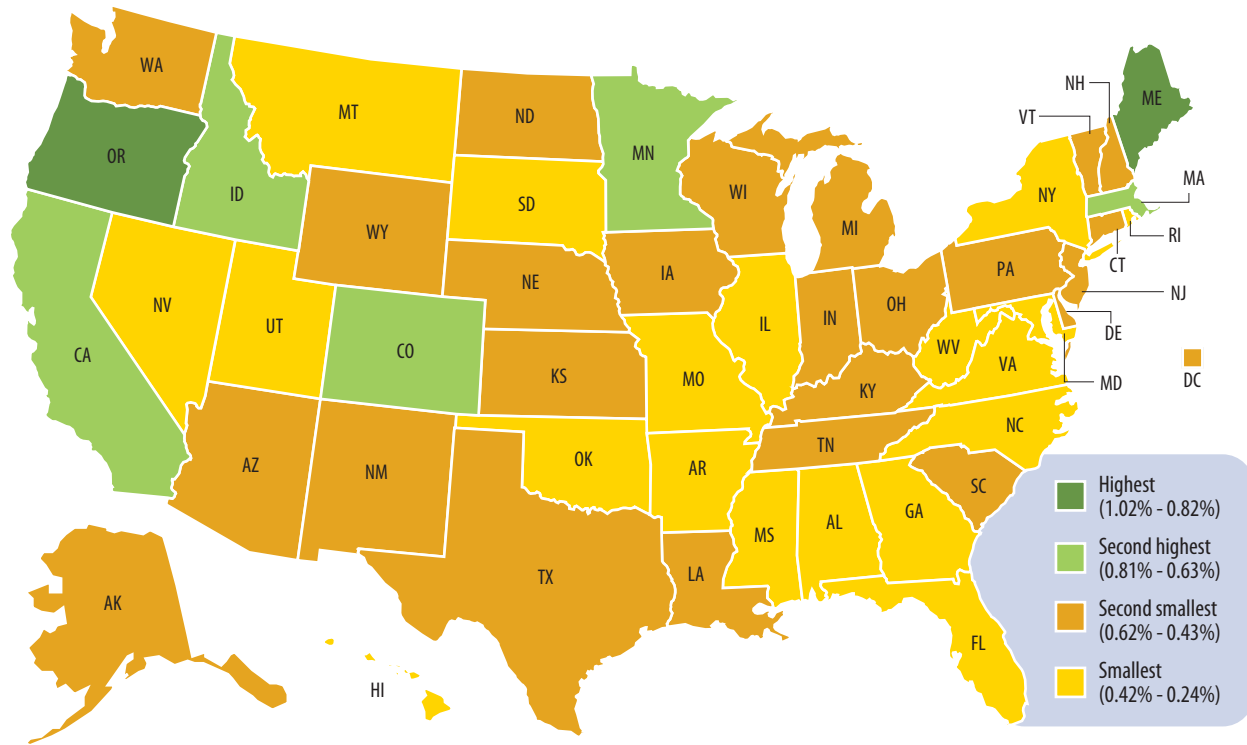 WA
OR
ID
MT
ND
MN
SD
WY
NE
IA
WI
MI
NY
VT
NH
ME
MA
RI
CT
NJ
DE
MD
DC
PA
OH
IN
IL
WV
VA
KY
NC
TN
SC
CA
NV
UT
CO
KS
MO
AZ
NM
OK
AR
TX
LA
MS
AL
GA
FL
AK
HI
Highest
(1.02% - 0.82%)
Second highest
(0.81% - 0.63%)
Second smallest
(0.62% - 0.43%)
Smallest
(0.42% - 0.24%)